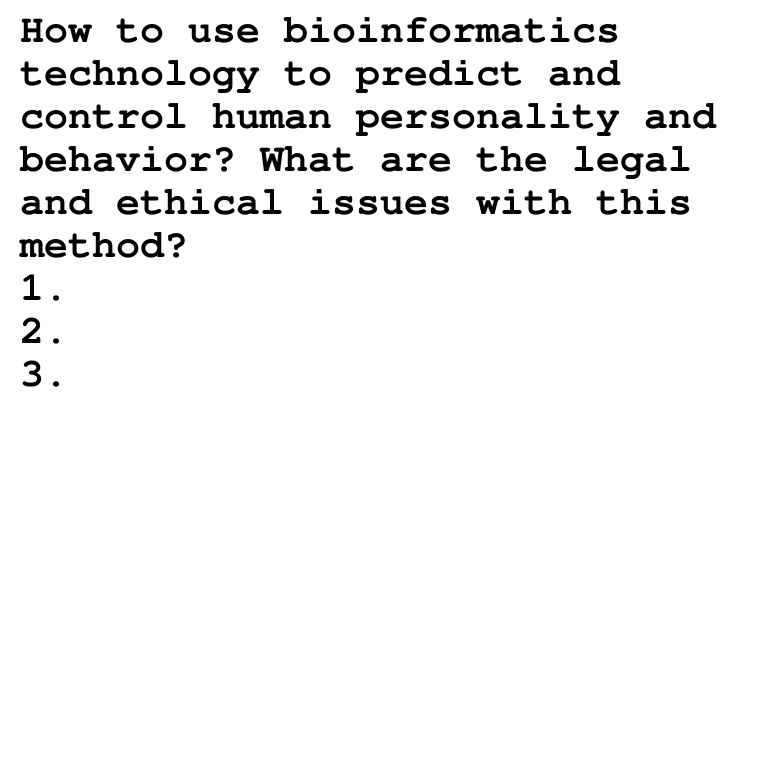 How to use bioinformatics
technology to predict and
control human personality and
behavior? What are the legal
and ethical issues with this
method?
1.
2.
3.